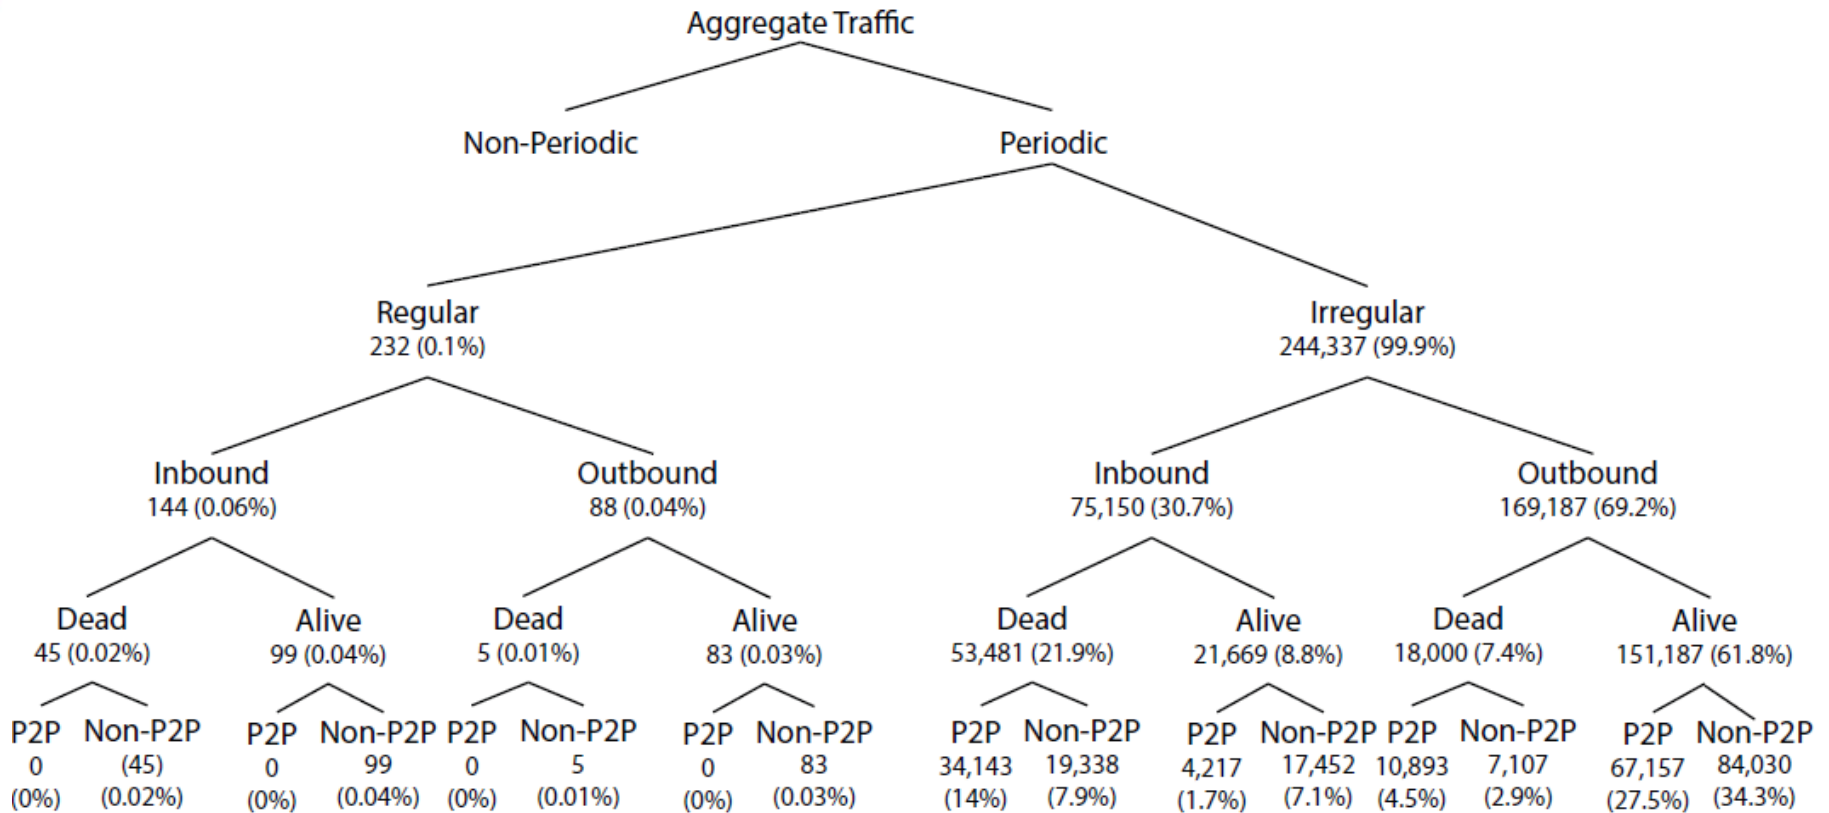 Aggregate Traffic
Non-Periodic Periodic
Regular Irregular
232 (0.1%) 244,337 (99.9%)
Inbound Outbound Inbound Outbound
144 (0.06%) 88 (0.04%) 75,150 (30.7%) 169,187 (69.2%)
Dead Alive Dead Alive Dead Alive Dead Alive
45 (0.02%) 99 (0.04%) 5 (0.01%) 83 (0.03%) 53,481 (21.9%) 21,669 (8.8%) 18,000 (7.4%) 151,187 (61.8%)
P2P Non-P2P P2P Non-P2P P2P Non-P2P P2P Non-P2P P2P Non-P2P P2P Non-P2P P2P Non-P2P P2P Non-P2P
0 (45) 0 99 0 5 0 83 34,143 19,338 4,217 17,452 10,893 7,107 67,157 84,030
(0%) (0.02%) (0%) (0.04%) (0%) (0.01%) (0%) (0.03%) (14%) (7.9%) (1.7%) (7.1%) (4.5%) (2.9%) (27.5%) (34.3%)